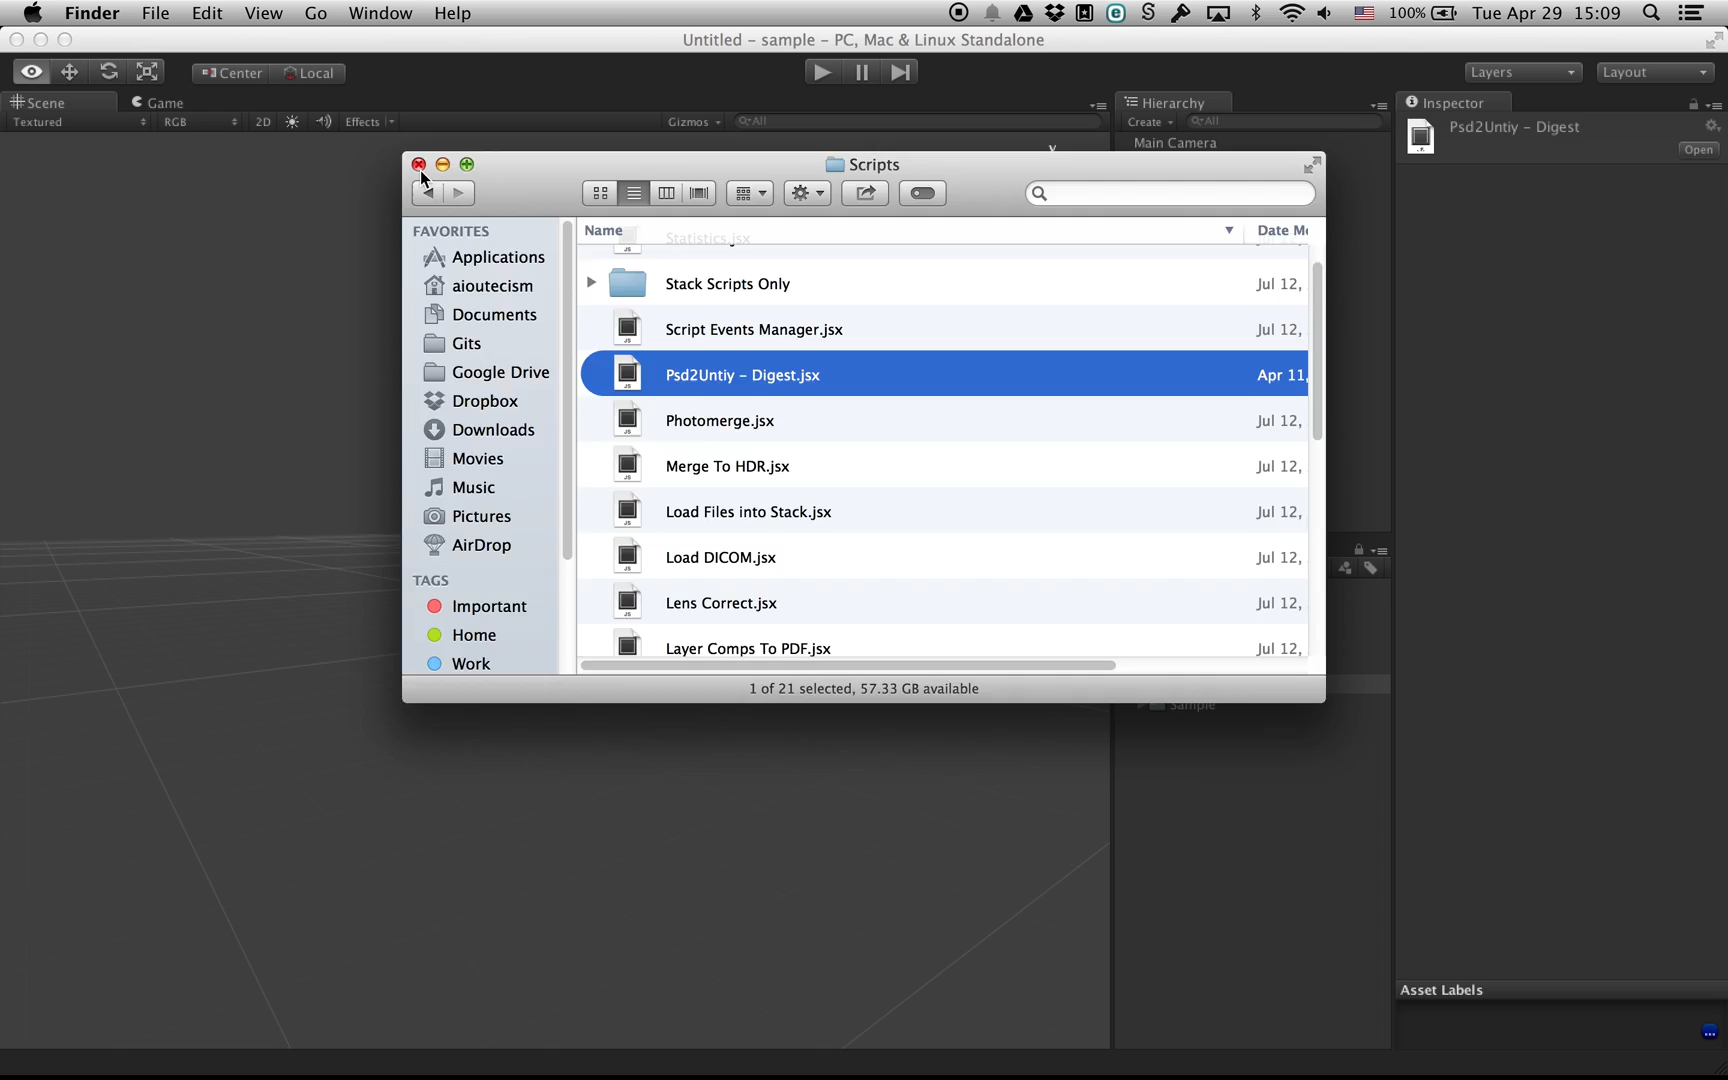 Finder File Edit View Go Window Help 100% Tue Apr 29 15:09
Untitled – sample – PC, Mac & Linux Standalone
Center Local Layers Layout
Scene Game Hierarchy Inspector
Textured RGB 2D Effects Gizmos All Create All
Psd2Untiy – Digest
Open
Main Camera
y
Scripts
FAVORITES
Applications
aioutecism
Documents
Gits
Google Drive
Dropbox
Downloads
Movies
Music
Pictures
AirDrop
TAGS
Important
Home
Work
Name Date Mo
Statistics.jsx
Stack Scripts Only Jul 12,
Script Events Manager.jsx Jul 12,
Psd2Untiy – Digest.jsx Apr 11,
Photomerge.jsx Jul 12,
Merge To HDR.jsx Jul 12,
Load Files into Stack.jsx Jul 12,
Load DICOM.jsx Jul 12,
Lens Correct.jsx Jul 12,
Layer Comps To PDF.jsx Jul 12,
1 of 21 selected, 57.33 GB available
Sample
Asset Labels